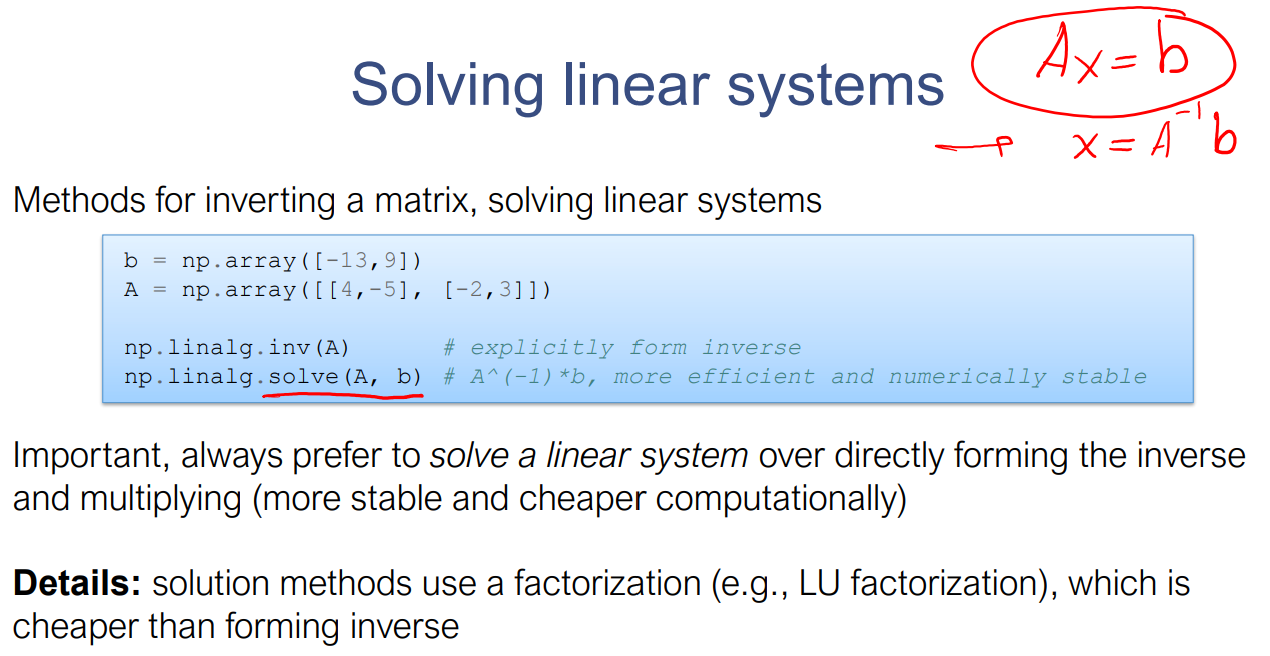 Solving linear systems
Ax = b
→ x = A⁻¹b
Methods for inverting a matrix, solving linear systems
b = np.array([-13,9])
A = np.array([[4,-5], [-2,3]])
np.linalg.inv(A) # explicitly form inverse
np.linalg.solve(A, b) # A^(-1)*b, more efficient and numerically stable
Important, always prefer to solve a linear system over directly forming the inverse
and multiplying (more stable and cheaper computationally)
Details: solution methods use a factorization (e.g., LU factorization), which is
cheaper than forming inverse